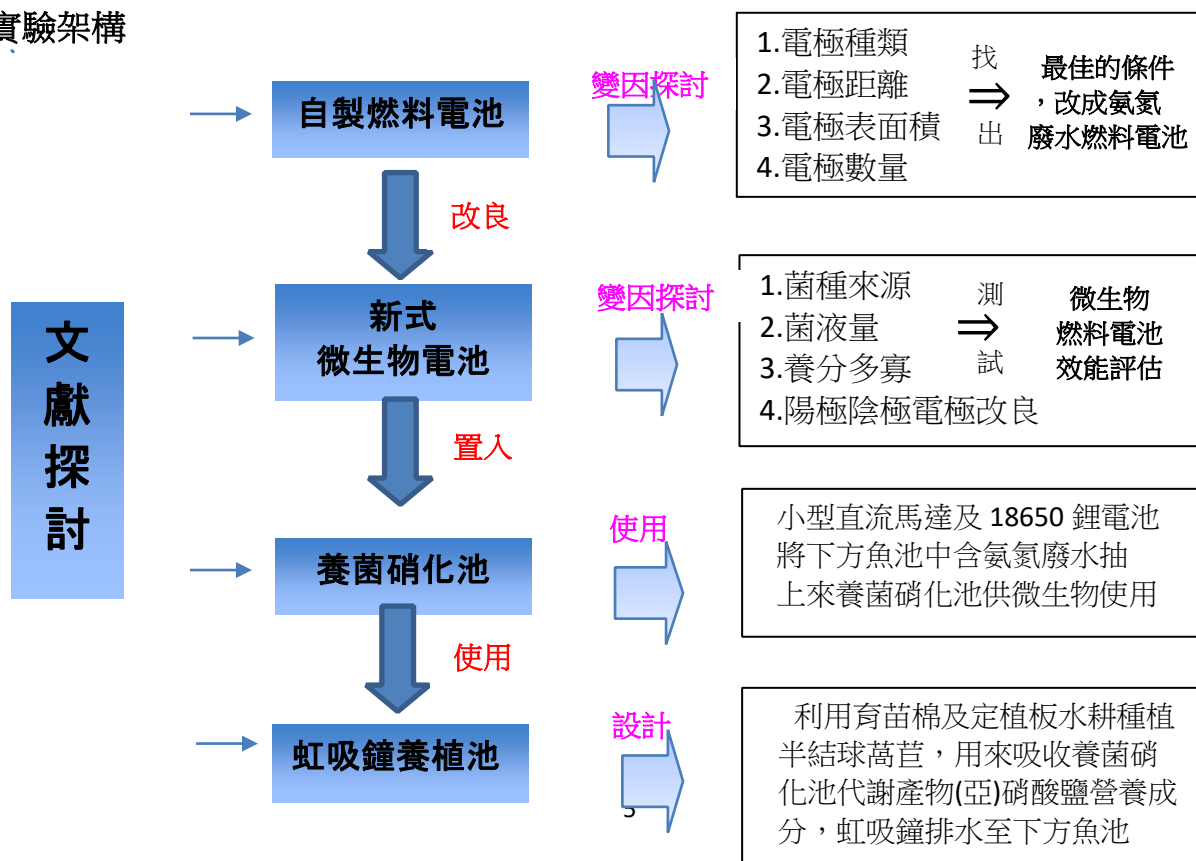 實驗架構
文
獻
探
討
自製燃料電池
變因探討
1.電極種類
2.電極距離
3.電極表面積
4.電極數量
找
⇒
出
最佳的條件
，改成氨氮
廢水燃料電池
改良
新式
微生物電池
變因探討
1.菌種來源
2.菌液量
3.養分多寡
4.陽極陰極電極改良
測
⇒
試
微生物
燃料電池
效能評估
置入
養菌硝化池
使用
小型直流馬達及 18650 鋰電池
將下方魚池中含氨氮廢水抽
上來養菌硝化池供微生物使用
使用
虹吸鐘養植池
設計
利用育苗棉及定植板水耕種植
半結球萵苣，用來吸收養菌硝
化池代謝產物(亞)硝酸鹽營養成
分，虹吸鐘排水至下方魚池